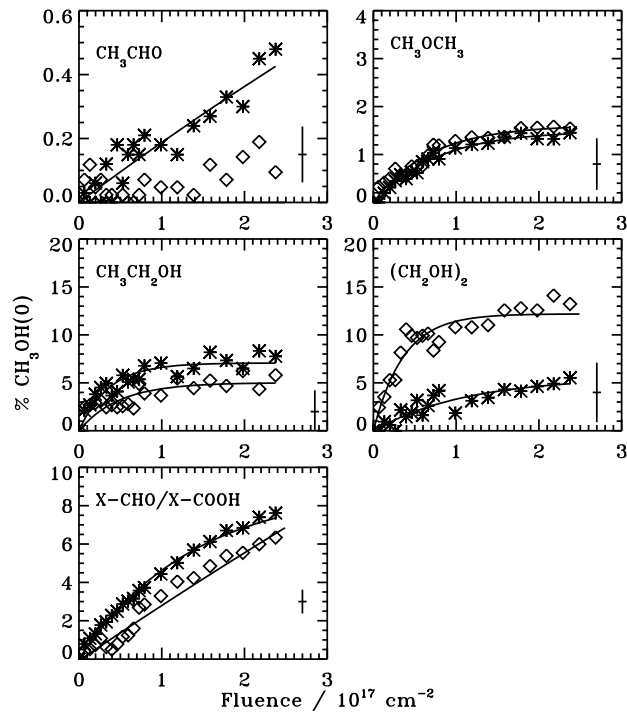 0.6
0.4
0.2
0.0
CH3CHO
0 1 2 3
4
3
2
1
0
CH3OCH3
0 1 2 3
20
15
10
5
0
CH3CH2OH
0 1 2 3
20
15
10
5
0
(CH2OH)2
0 1 2 3
% CH3OH(0)
10
8
6
4
2
0
X-CHO/X-COOH
0 1 2 3
Fluence / 10^17 cm^-2